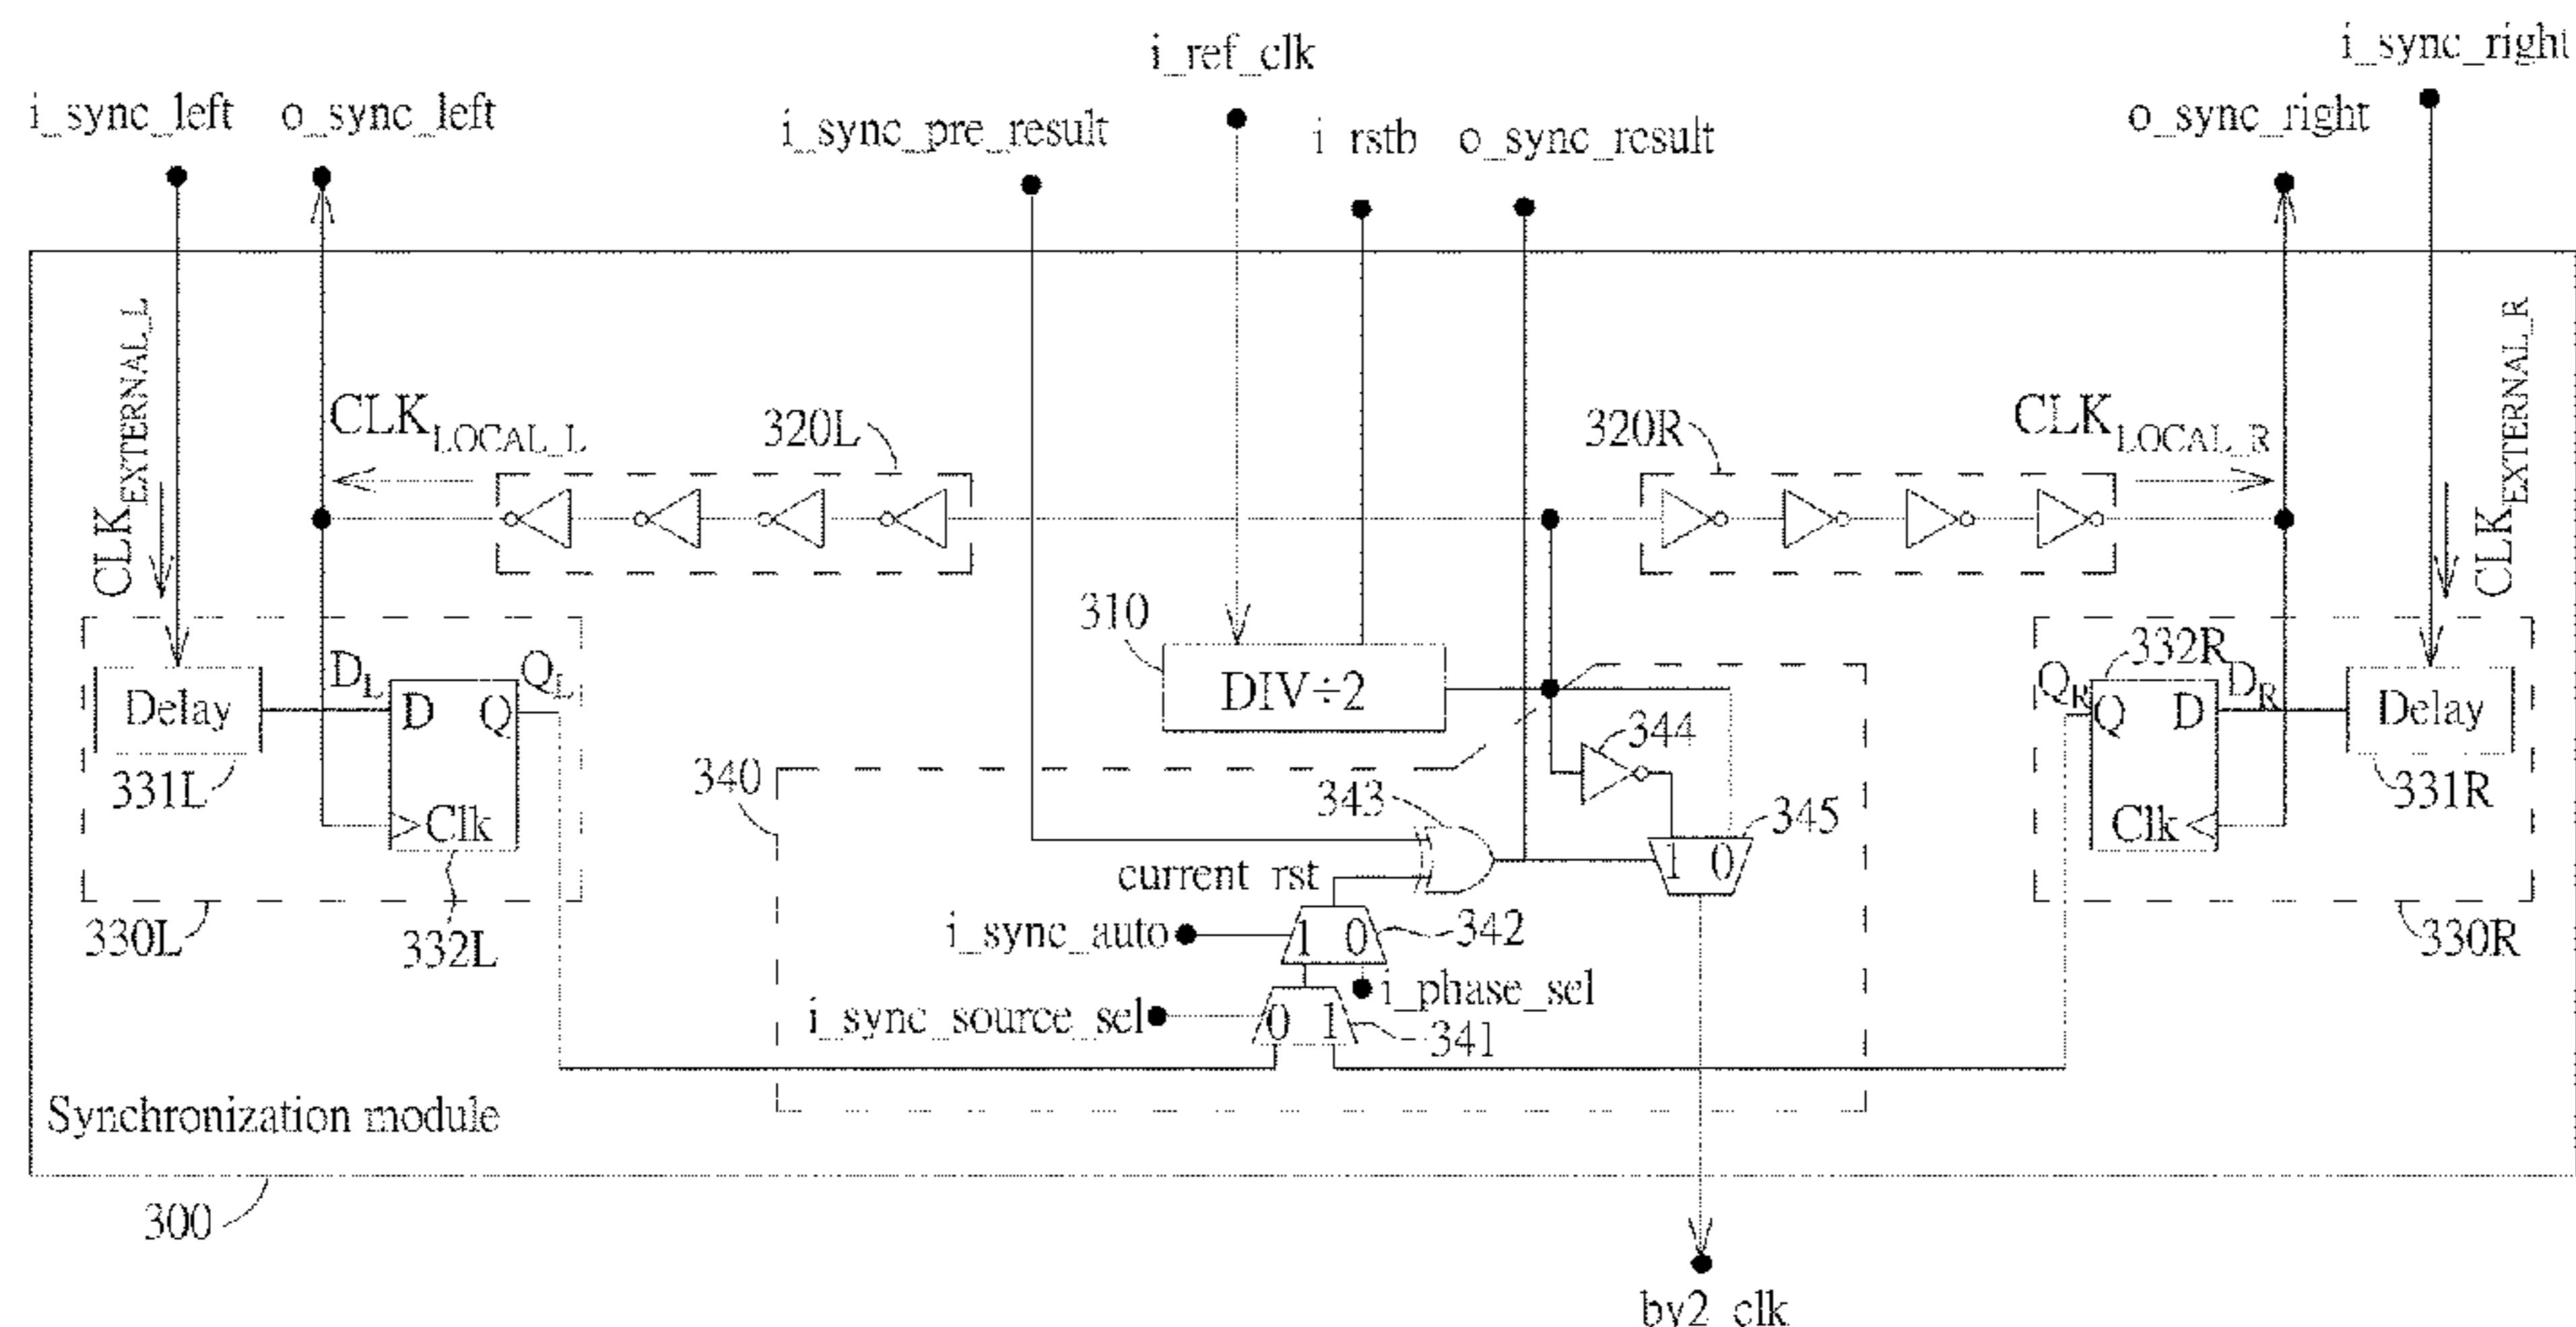 i_sync_right
i_ref_clk
i_sync_left
o_sync_left
i_sync_pre_result
i_rstb
o_sync_result
o_sync_right
CLKEXTERNAL_L
CLKLOCAL_L
320L
320R
CLKLOCAL_R
CLKEXTERNAL_R
310
DIV÷2
Delay
DL
D
Q
QL
Clk
331L
330L
332L
332R
QR
Q
D
DR
Clk
Delay
331R
330R
340
344
343
345
1 0
current_rst
i_sync_auto
1 0
342
i_phase_sel
i_sync_source_sel
0 1
341
Synchronization module
300
by2_clk